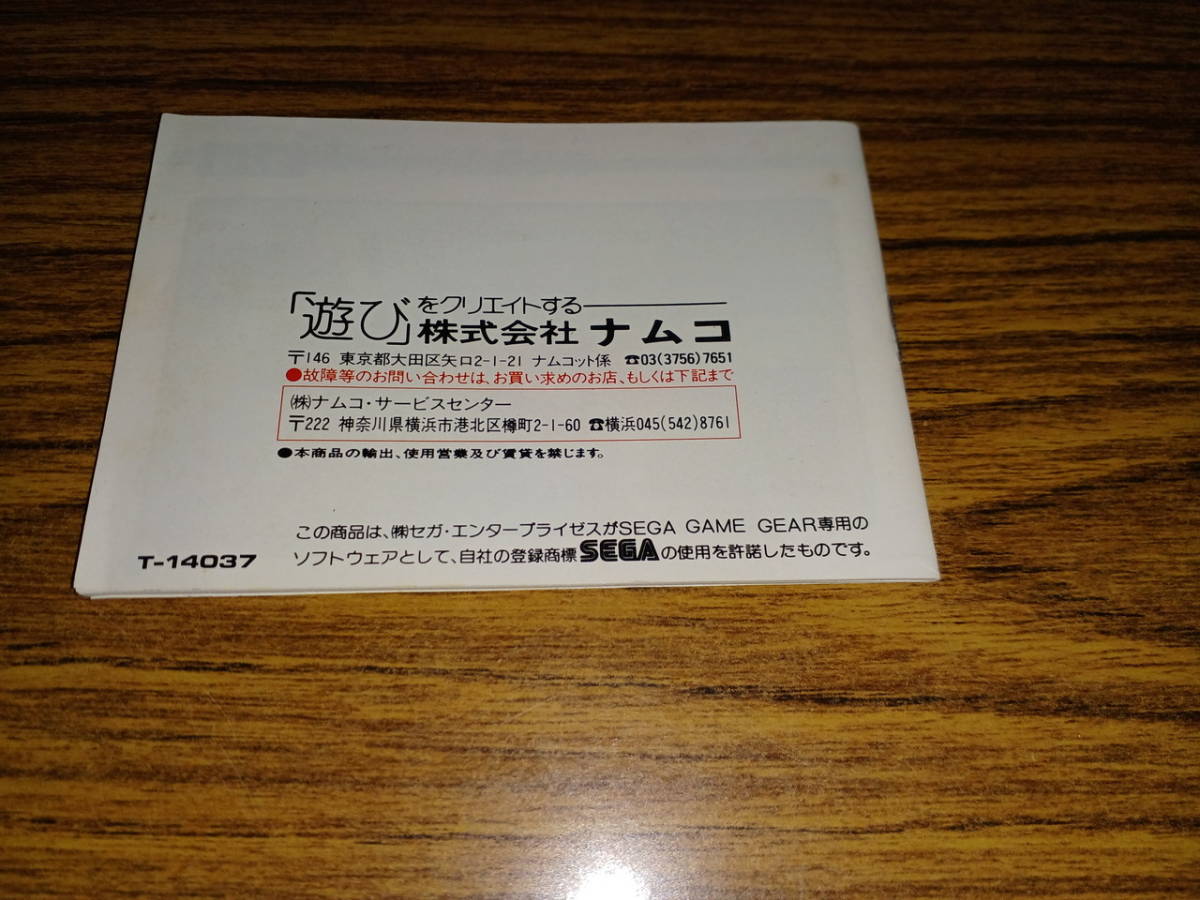 「遊び」をクリエイトする
株式会社 ナムコ
〒146 東京都大田区矢口2-1-21 ナムコット係 ☎03(3756)7651
●故障等のお問い合わせは、お買い求めのお店、もしくは下記まで
㈱ナムコ・サービスセンター
〒222 神奈川県横浜市港北区樽町2-1-60 ☎横浜045(542)8761
●本商品の輸出、使用営業及び賃貸を禁じます。
この商品は、㈱セガ・エンタープライゼスがSEGA GAME GEAR専用の
ソフトウェアとして、自社の登録商標SEGAの使用を許諾したものです。
T-14037